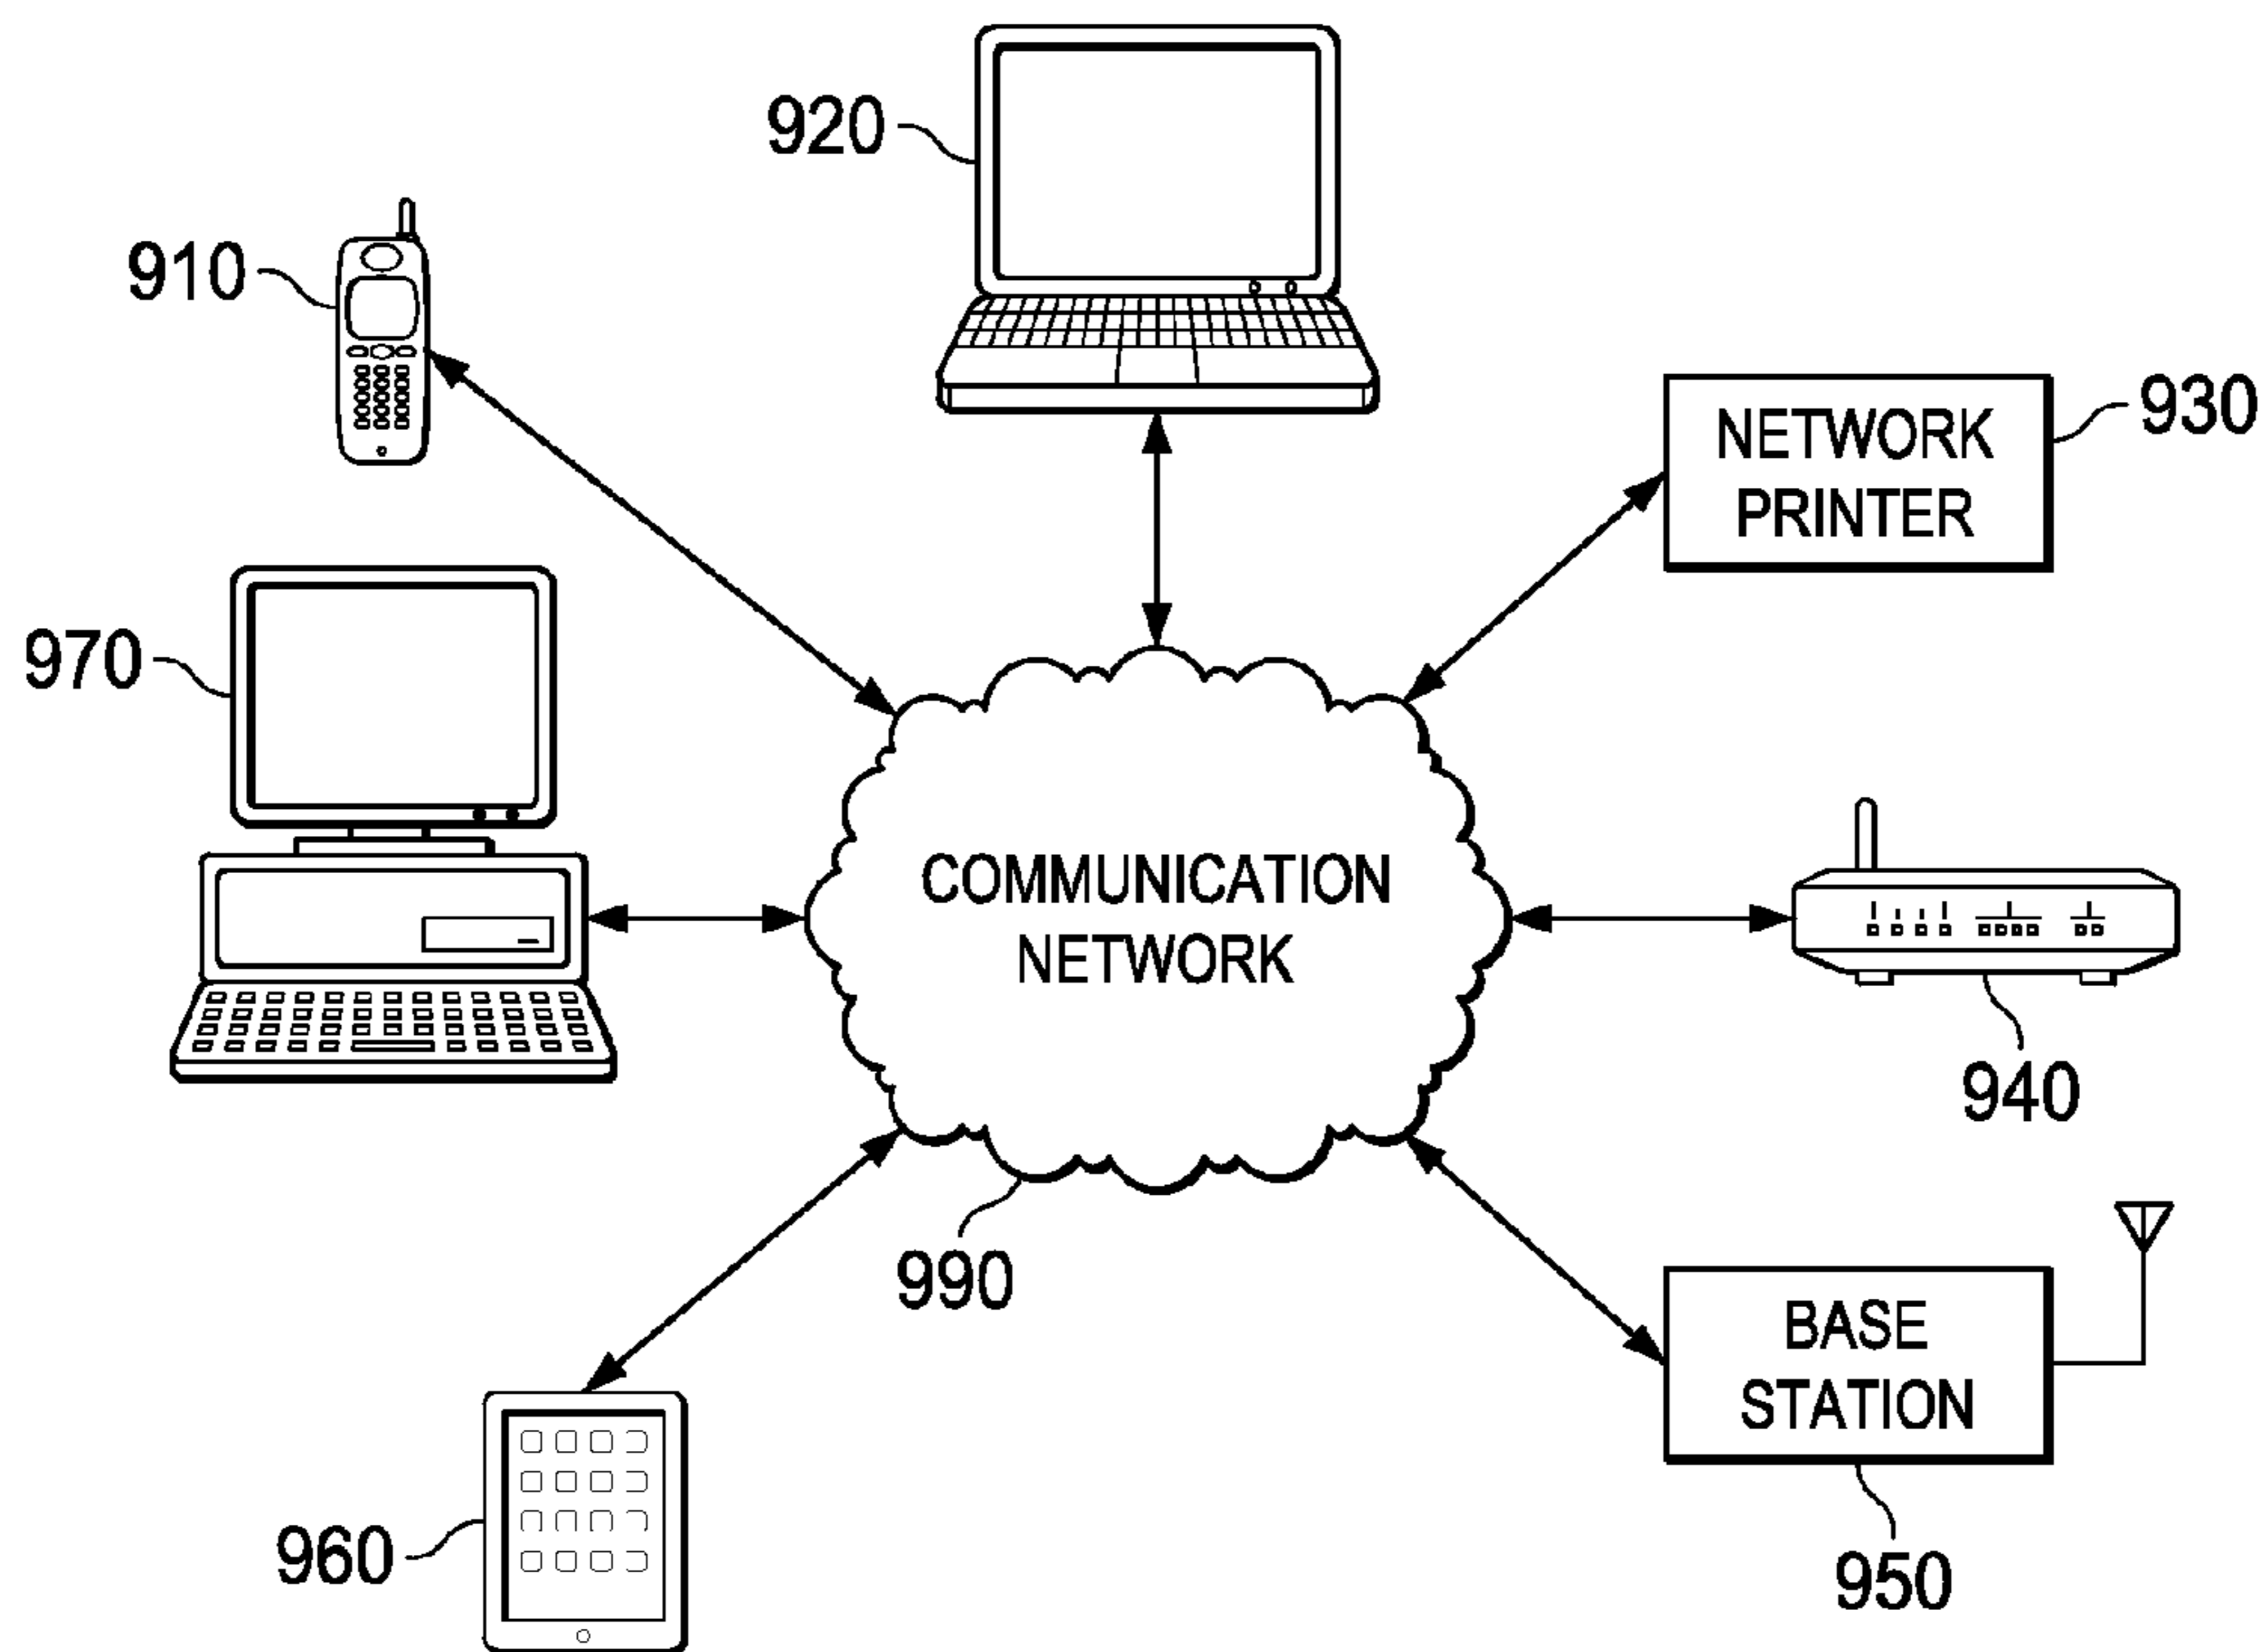 920
910
930
NETWORK
PRINTER
970
COMMUNICATION
NETWORK
940
990
BASE
STATION
960
950